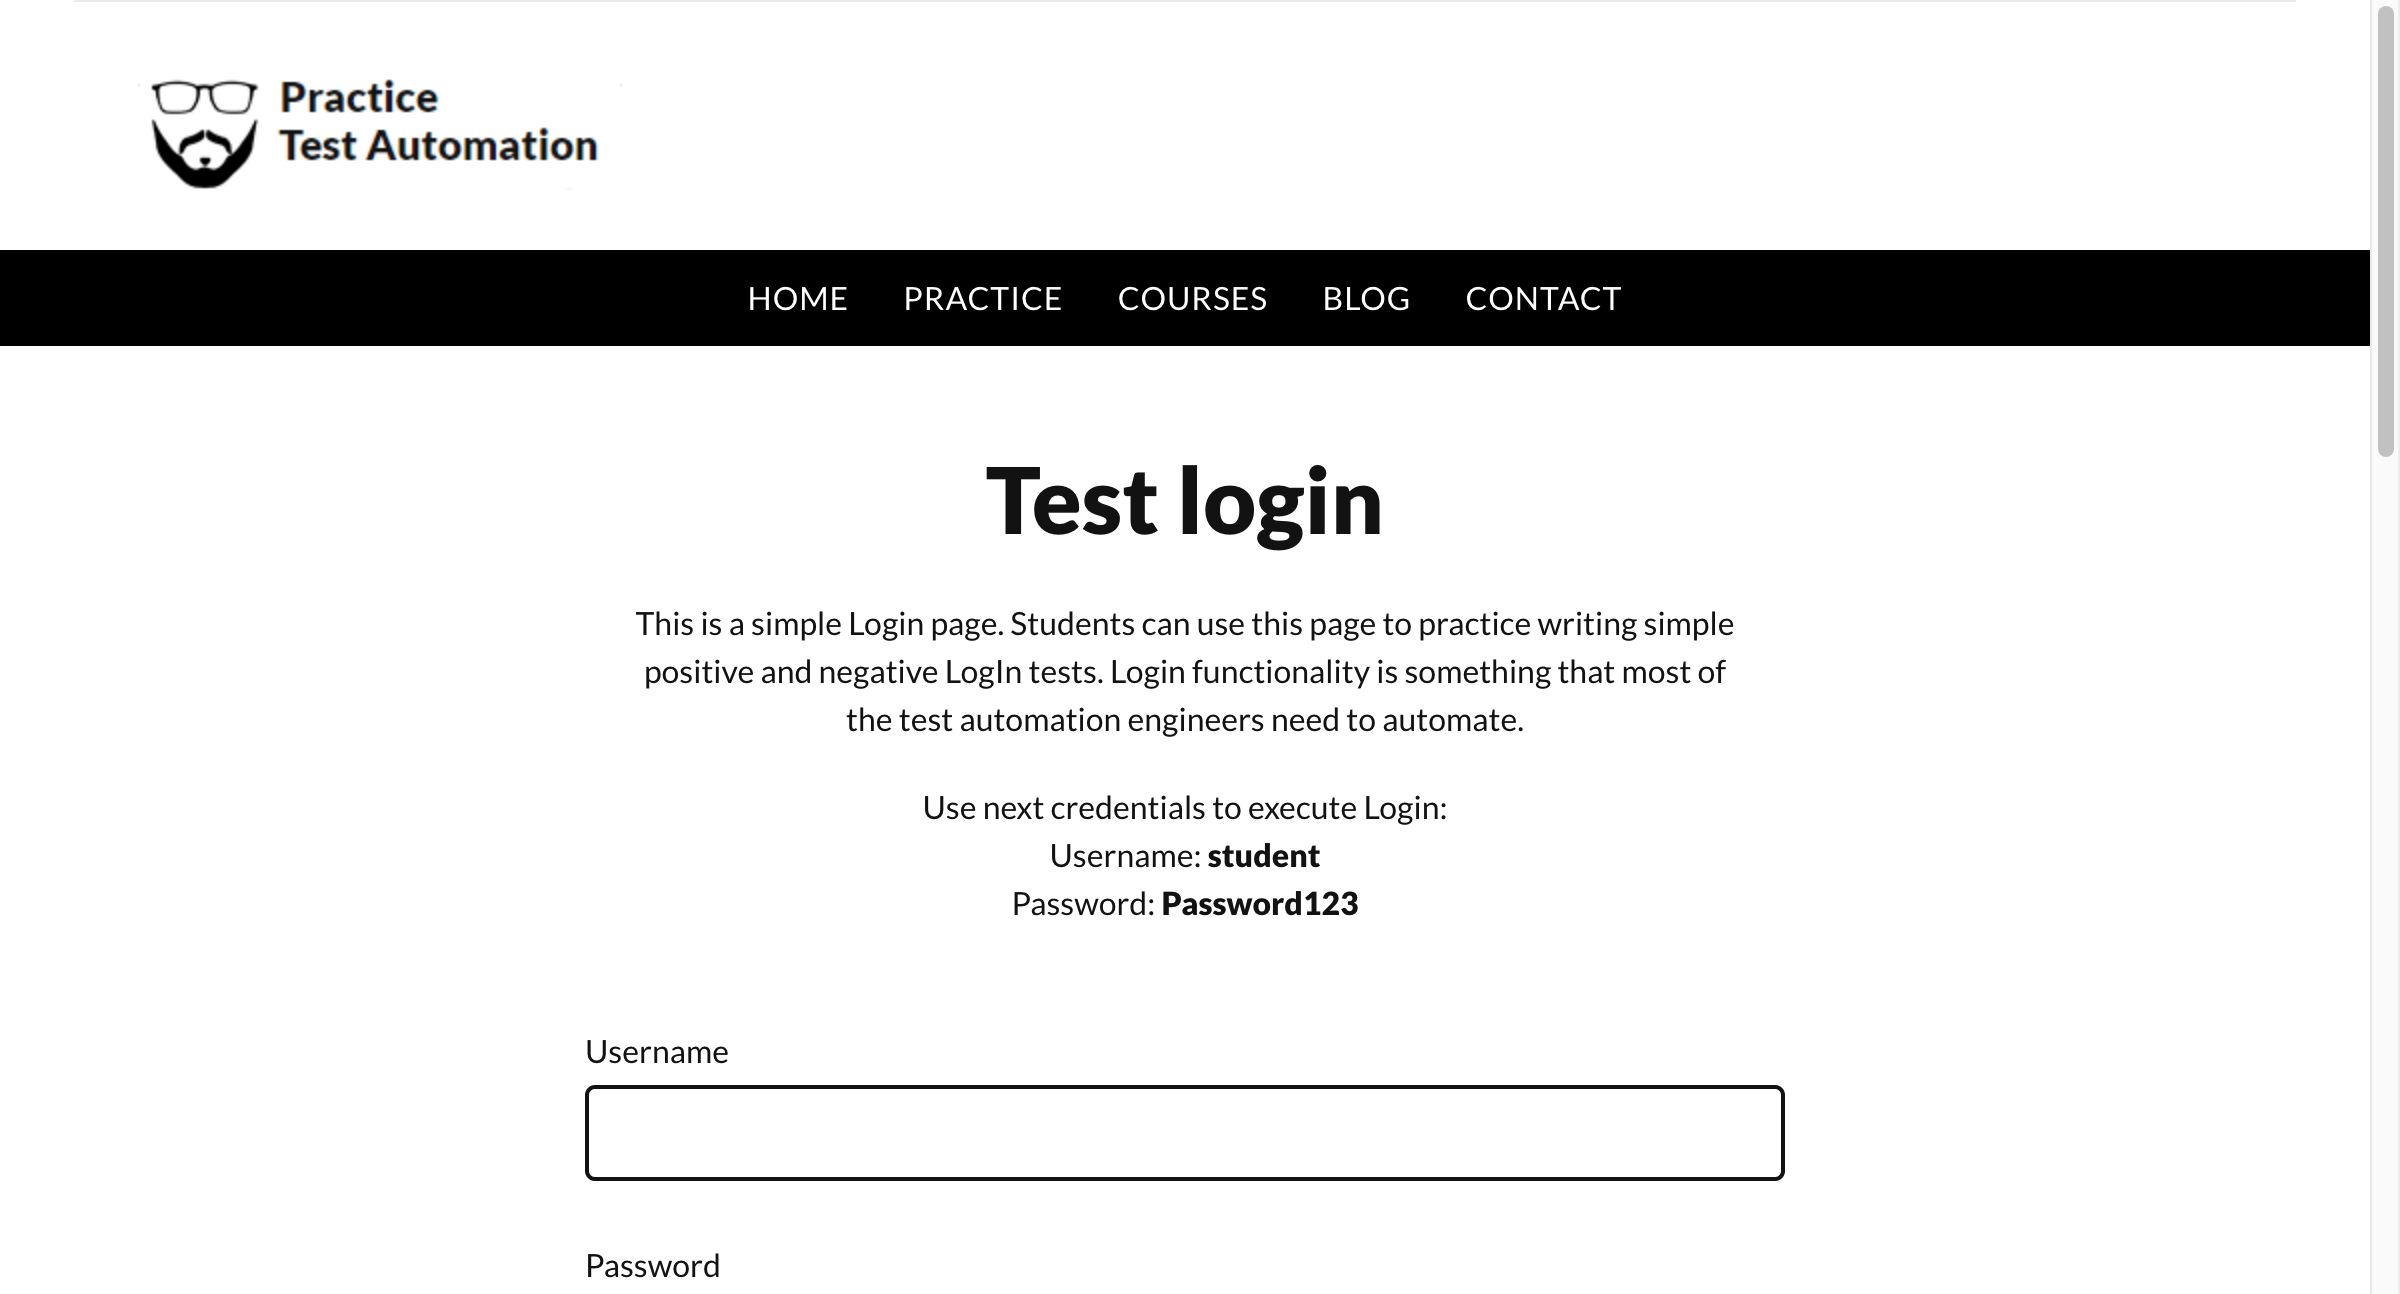 Practice
Test Automation
HOME PRACTICE COURSES BLOG CONTACT
Test login
This is a simple Login page. Students can use this page to practice writing simple
positive and negative LogIn tests. Login functionality is something that most of
the test automation engineers need to automate.
Use next credentials to execute Login:
Username: student
Password: Password123
Username
Password